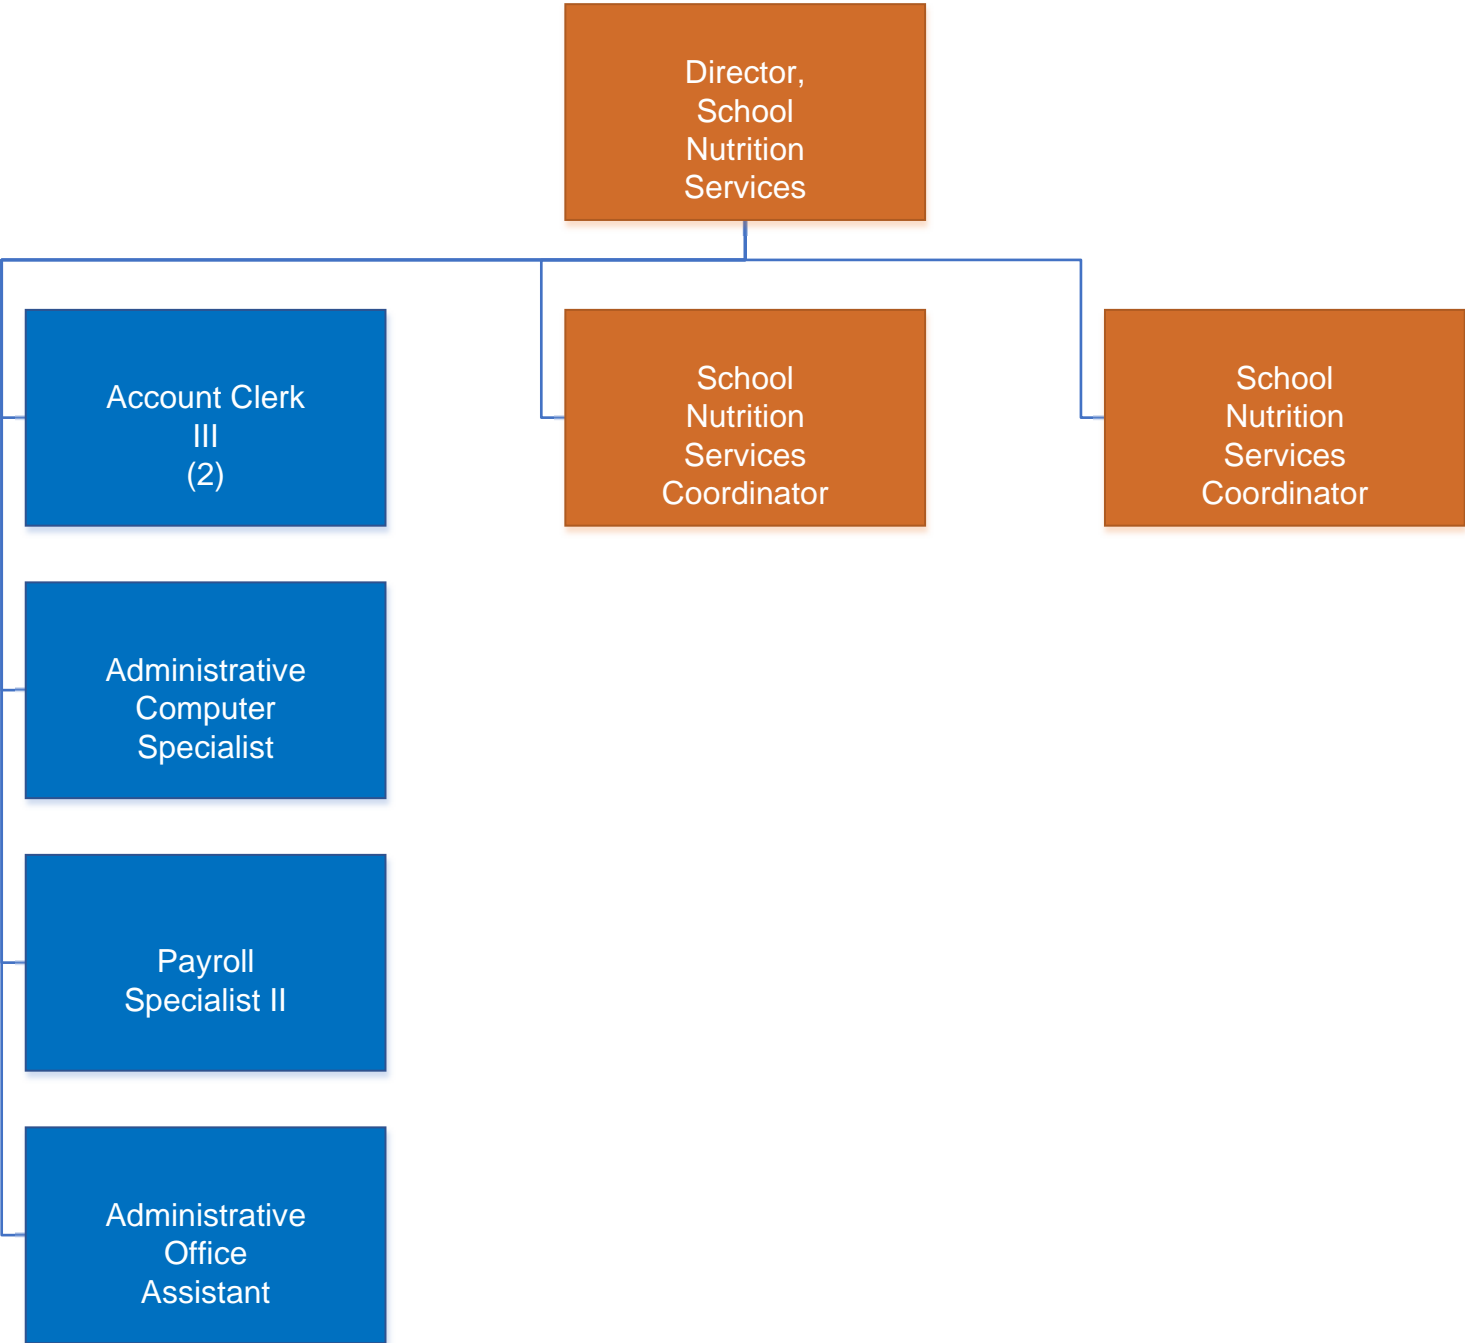 Director,
School
Nutrition
Services
Account Clerk
III
(2)
School
Nutrition
Services
Coordinator
School
Nutrition
Services
Coordinator
Administrative
Computer
Specialist
Payroll
Specialist II
Administrative
Office
Assistant